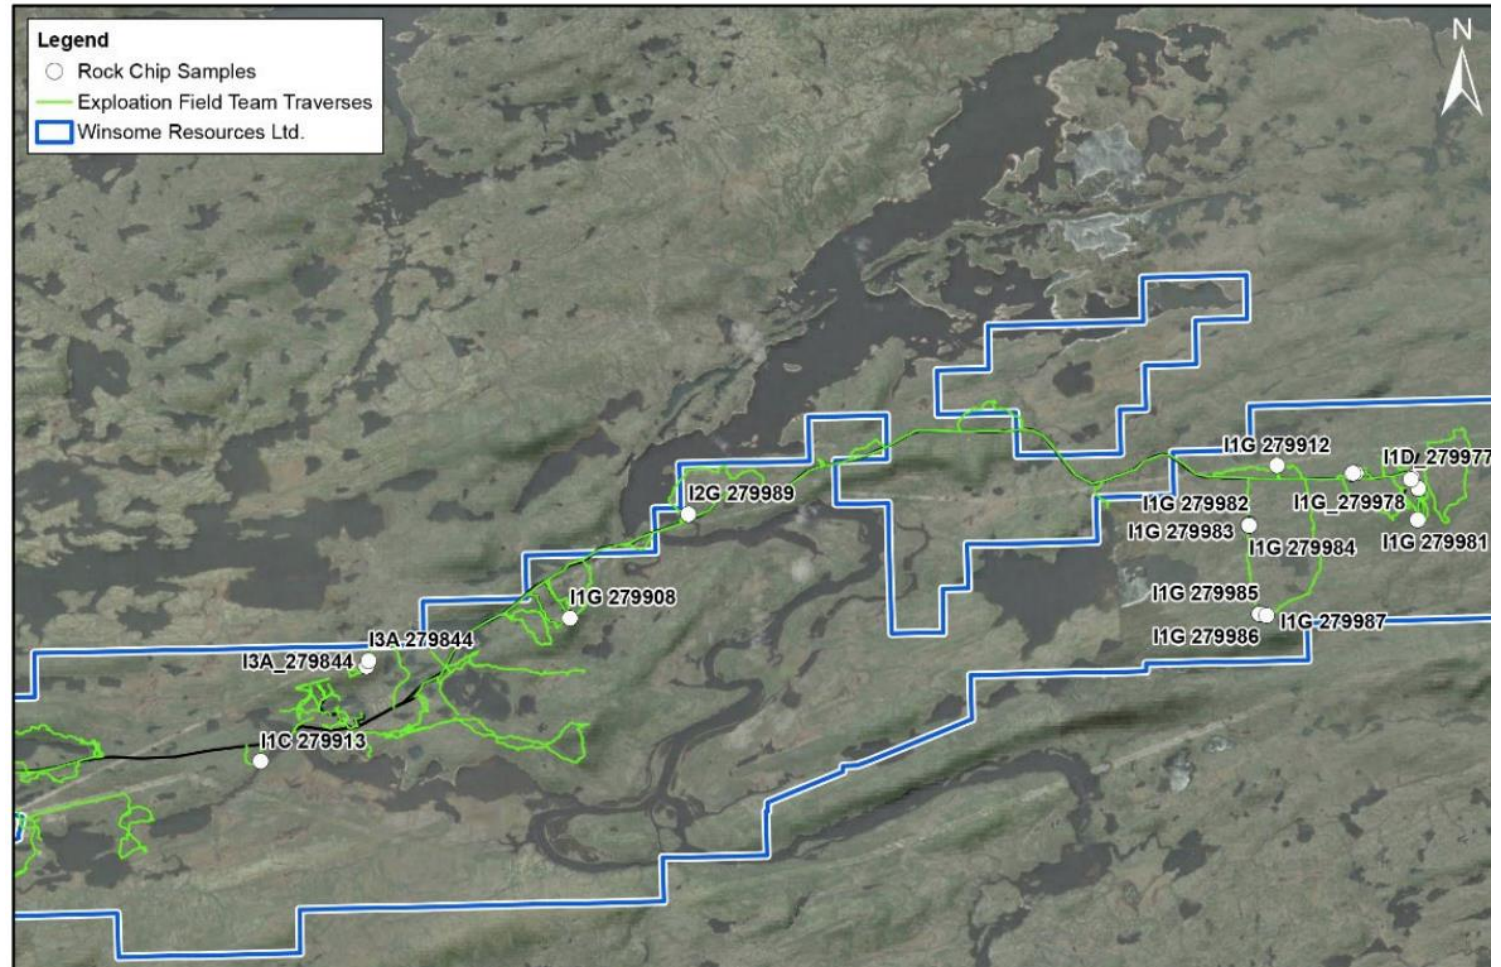 Legend
Rock Chip Samples
Exploation Field Team Traverses
Winsome Resources Ltd.
N
I1G 279912
I1D_279977
I2G 279989
I1G 279982
I1G_279978
I1G 279983
I1G 279984
I1G 279981
I1G 279985
I1G 279908
I1G 279986
I1G 279987
I3A 279844
I3A_279844
I1C 279913